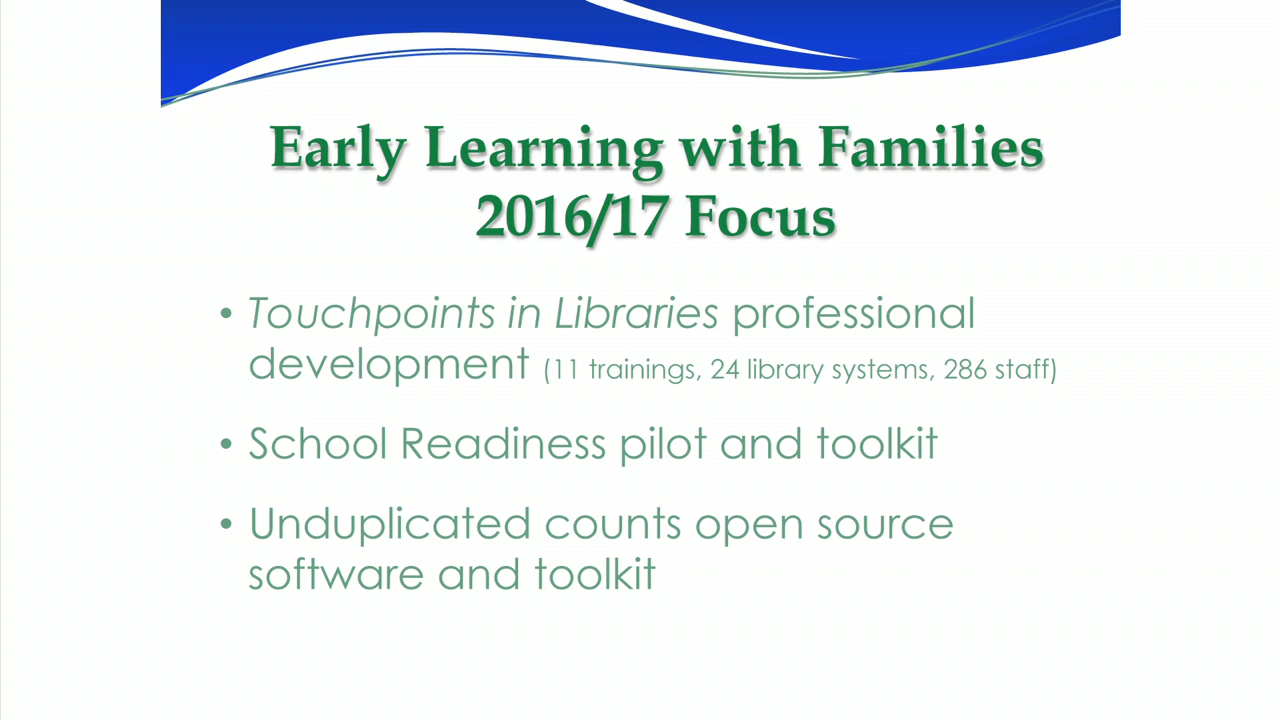 Early Learning with Families
2016/17 Focus
• Touchpoints in Libraries professional
development (11 trainings, 24 library systems, 286 staff)
• School Readiness pilot and toolkit
• Unduplicated counts open source
software and toolkit